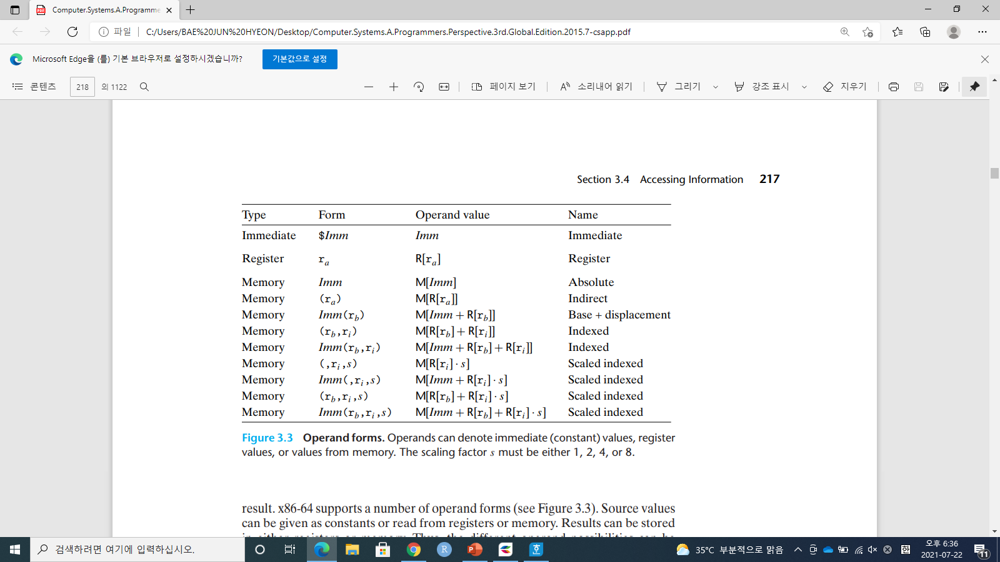 Computer.Systems.A.Programme
파일
C:/Users/BAE%20JUN%20HYEON/Desktop/Computer.Systems.A.Programmers.Perspective.3rd.Global.Edition.2015.7-csapp.pdf
Microsoft Edge을 (를) 기본 브라우저로 설정하시겠습니까? 기본값으로 설정
콘텐츠 218 의 1122 페이지 보기 소리내어 읽기 그리기 강조 표시 지우기
Section 3.4 Accessing Information 217
Type Form Operand value Name
Immediate $Imm Imm Immediate
Register r_a R[r_a] Register
Memory Imm M[Imm] Absolute
Memory (r_a) M[R[r_a]] Indirect
Memory Imm(r_b) M[Imm + R[r_b]] Base + displacement
Memory (r_b,r_i) M[R[r_b] + R[r_i]] Indexed
Memory Imm(r_b,r_i) M[Imm + R[r_b] + R[r_i]] Indexed
Memory (,r_i,s) M[R[r_i] · s] Scaled indexed
Memory Imm(,r_i,s) M[Imm + R[r_i] · s] Scaled indexed
Memory (r_b,r_i,s) M[R[r_b] + R[r_i] · s] Scaled indexed
Memory Imm(r_b,r_i,s) M[Imm + R[r_b] + R[r_i] · s] Scaled indexed
Figure 3.3 Operand forms. Operands can denote immediate (constant) values, register
values, or values from memory. The scaling factor s must be either 1, 2, 4, or 8.
result. x86-64 supports a number of operand forms (see Figure 3.3). Source values
can be given as constants or read from registers or memory. Results can be stored
검색하려면 여기에 입력하십시오.
35°C 부분적으로 맑음
한
오후 6:36
2021-07-22
11